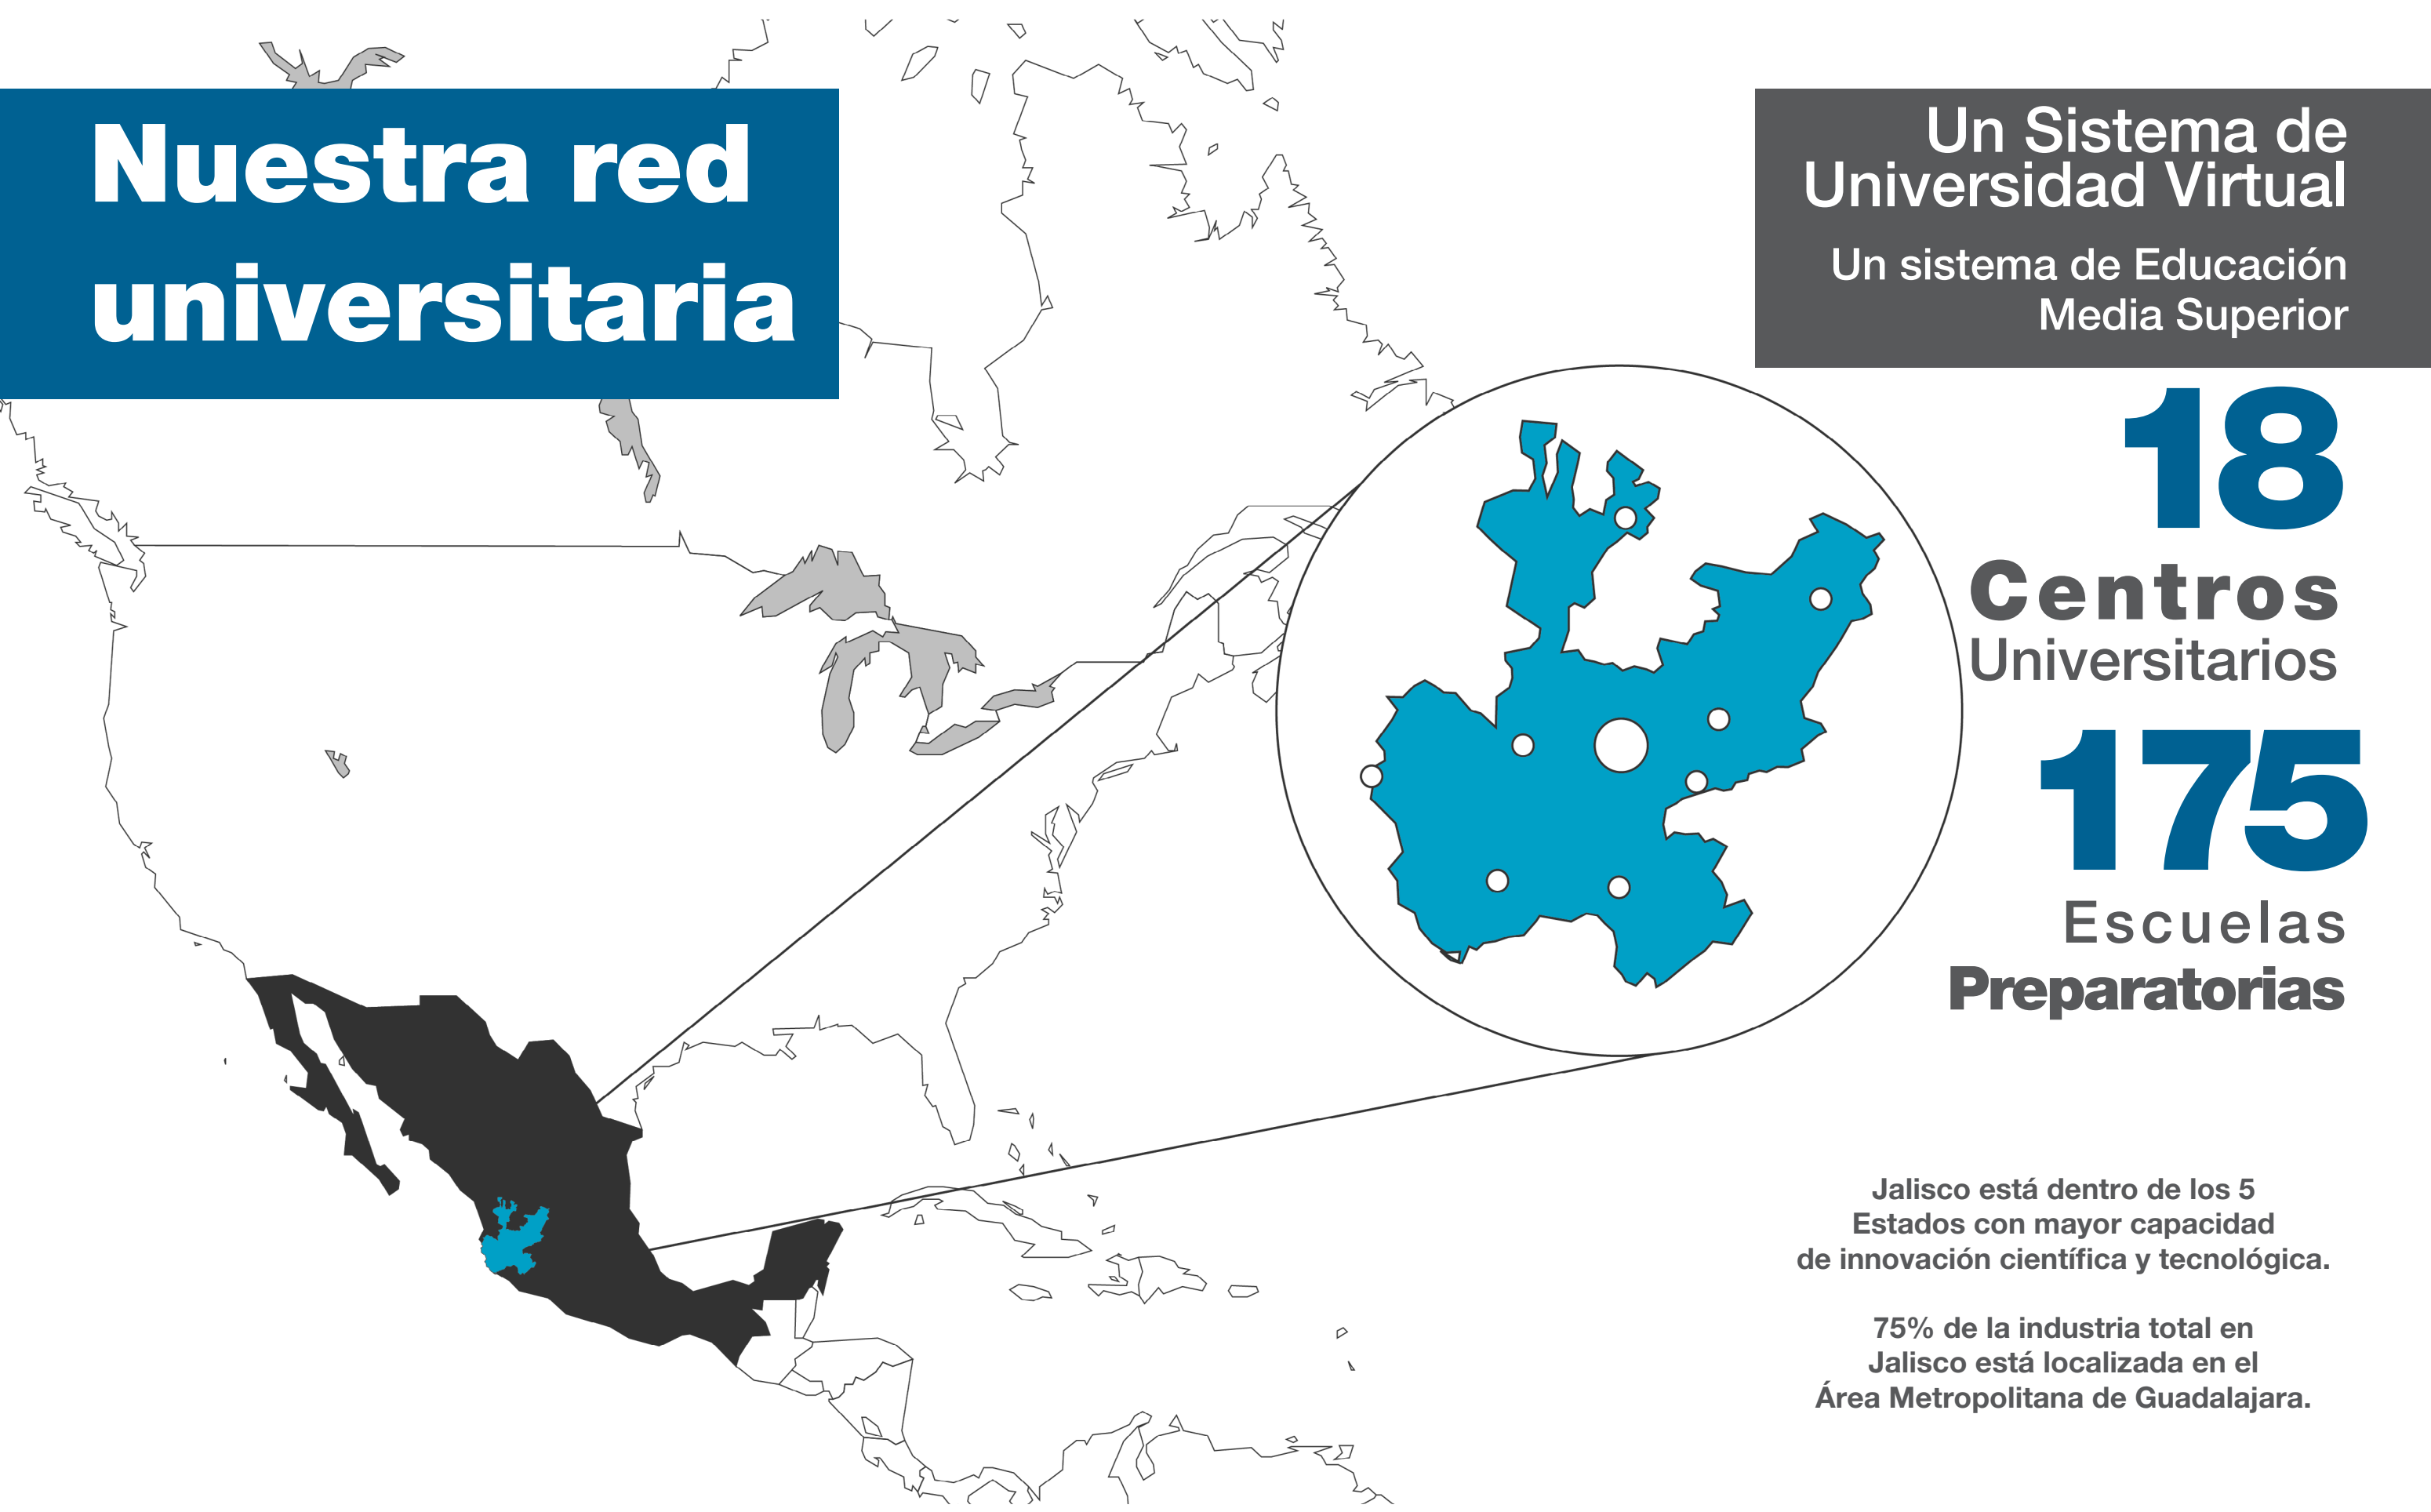 Nuestra red
universitaria
Un Sistema de
Universidad Virtual
Un sistema de Educación
Media Superior
18
Centros
Universitarios
175
Escuelas
Preparatorias
Jalisco está dentro de los 5
Estados con mayor capacidad
de innovación científica y tecnológica.
75% de la industria total en
Jalisco está localizada en el
Área Metropolitana de Guadalajara.